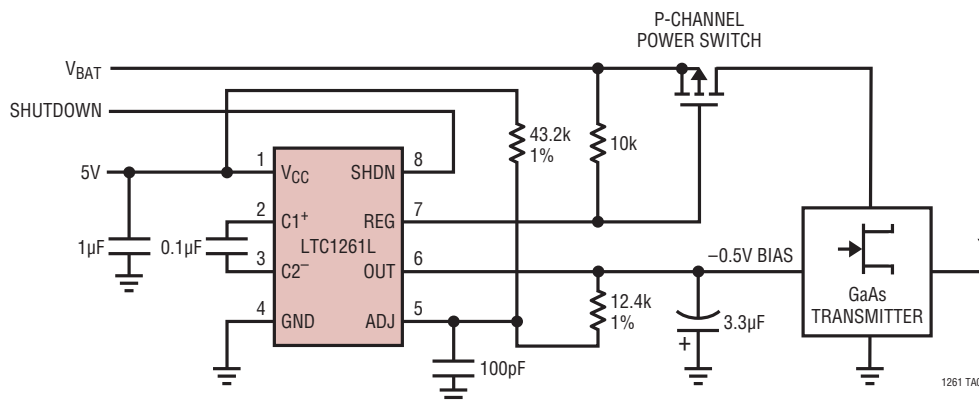 P-CHANNEL
POWER SWITCH
VBAT
SHUTDOWN
43.2k
1%
10k
5V
1
VCC
SHDN
8
2
C1+
REG
7
1µF
0.1µF
LTC1261L
3
C2–
OUT
6
–0.5V BIAS
4
GND
ADJ
5
12.4k
1%
3.3µF
+
100pF
GaAs
TRANSMITTER
1261